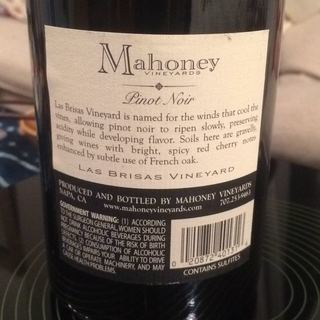 Mahoney
VINEYARDS
Pinot Noir
Las Brisas Vineyard is named for the winds that cool the
vines, allowing pinot noir to ripen slowly, preserving
acidity while developing flavor. Soils here are gravelly,
giving wines with bright, spicy red cherry notes
enhanced by subtle use of French oak.
LAS BRISAS VINEYARD
PRODUCED AND BOTTLED BY MAHONEY VINEYARDS
NAPA, CA 707.253-9463
www.mahoneyvineyards.com
GOVERNMENT WARNING: (1) ACCORDING
TO THE SURGEON GENERAL, WOMEN SHOULD
NOT DRINK ALCOHOLIC BEVERAGES DURING
PREGNANCY BECAUSE OF THE RISK OF BIRTH
DEFECTS. (2) CONSUMPTION OF ALCOHOLIC
BEVERAGES IMPAIRS YOUR ABILITY TO DRIVE
A CAR OR OPERATE MACHINERY, AND MAY
CAUSE HEALTH PROBLEMS.
CONTAINS SULFITES